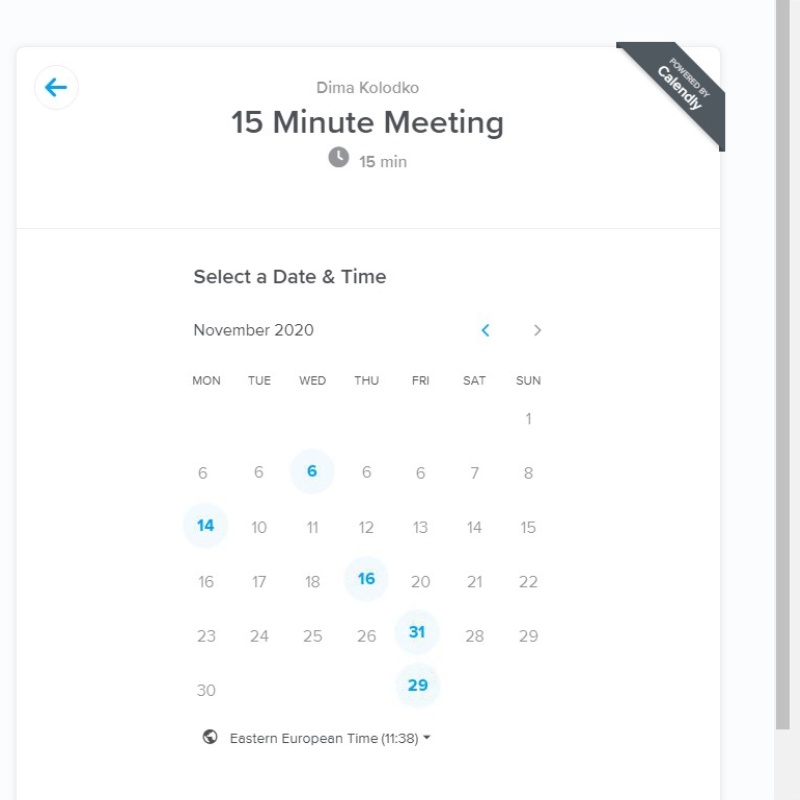 Dima Kolodko
15 Minute Meeting
15 min
POWERED BY
Calendly
Select a Date & Time
November 2020
MON TUE WED THU FRI SAT SUN
1
6 6 6 6 6 7 8
14 10 11 12 13 14 15
16 17 18 16 20 21 22
23 24 25 26 31 28 29
30 29
Eastern European Time (11:38)